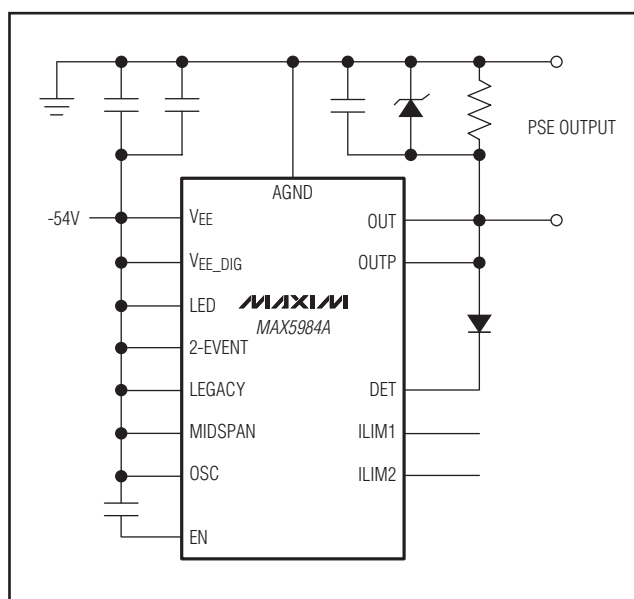 PSE OUTPUT
AGND
-54V
VEE
OUT
VEE_DIG
OUTP
LED
MAXIM
MAX5984A
2-EVENT
LEGACY
DET
MIDSPAN
ILIM1
OSC
ILIM2
EN